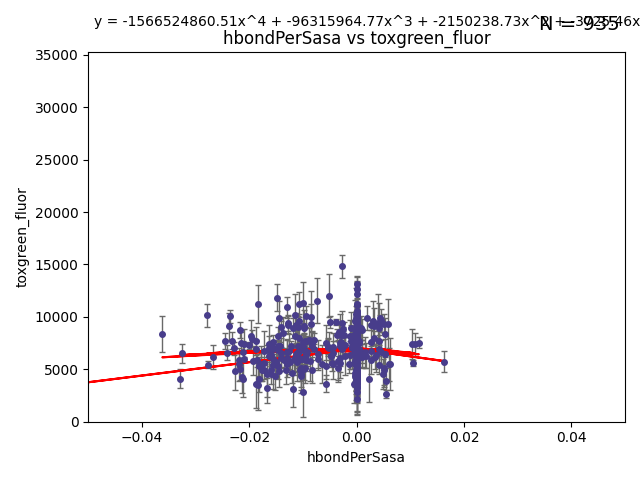 y = -1566524860.51x^4 + -96315964.77x^3 + -2150238.73x^2 +
N = 935
hbondPerSasa vs toxgreen_fluor
35000
30000
25000
20000
15000
10000
5000
0
toxgreen_fluor
−0.04
−0.02
0.00
0.02
0.04
hbondPerSasa